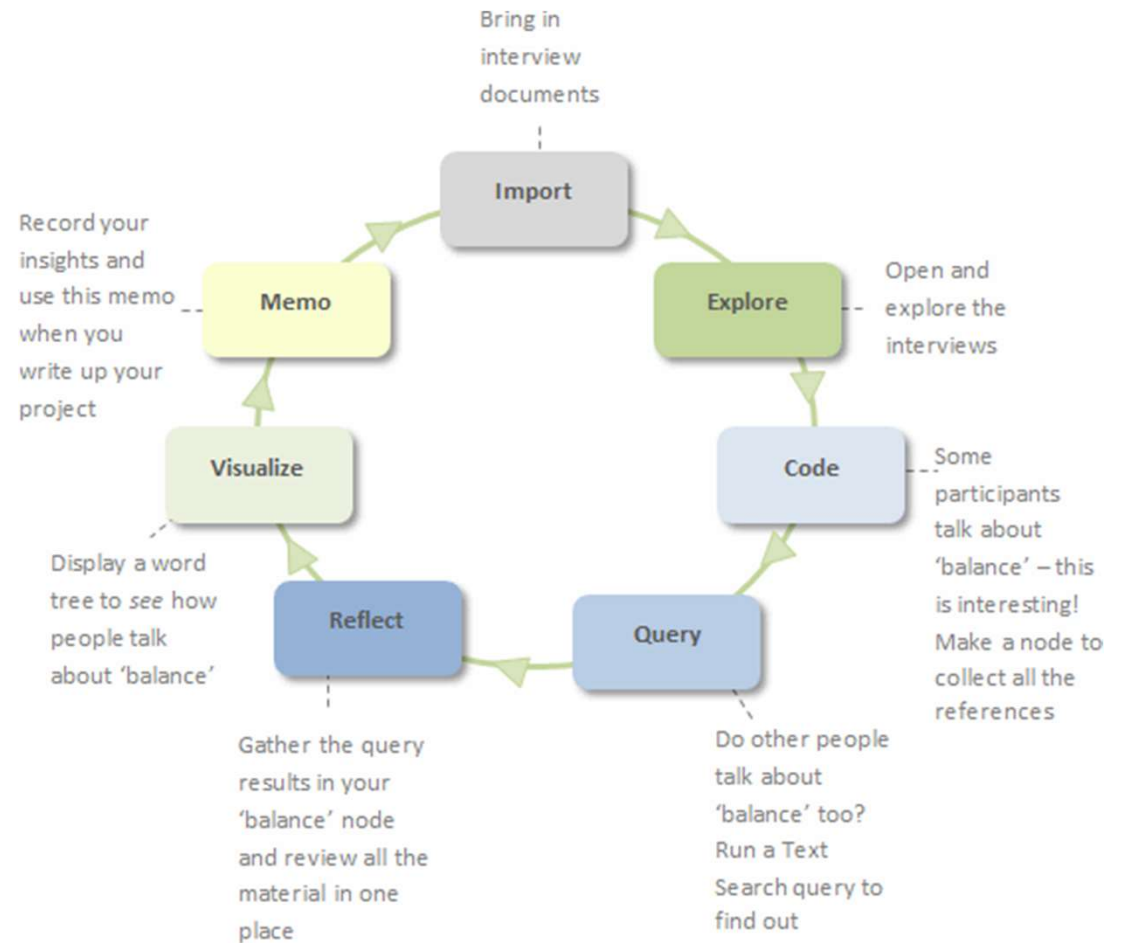 Bring in
interview
documents
Import
Explore
Open and
explore the
interviews
Code
Some
participants
talk about
‘balance’ – this
is interesting!
Make a node to
collect all the
references
Query
Do other people
talk about
‘balance’ too?
Run a Text
Search query to
find out
Reflect
Gather the query
results in your
‘balance’ node
and review all the
material in one
place
Visualize
Display a word
tree to see how
people talk
about ‘balance’
Memo
Record your
insights and
use this memo
when you
write up your
project